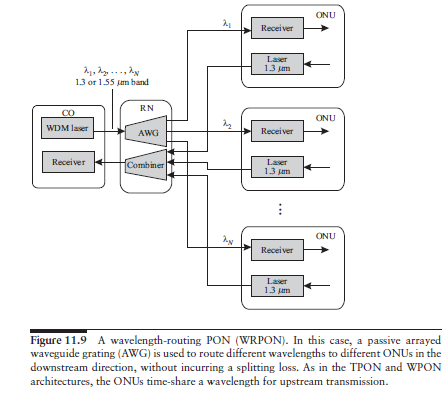 λ1
ONU
Receiver
Laser
1.3 μm
λ1, λ2, . . . , λN
1.3 or 1.55 μm band
CO
RN
WDM laser
AWG
Receiver
Combiner
λ2
ONU
Receiver
Laser
1.3 μm
λN
ONU
Receiver
Laser
1.3 μm
Figure 11.9 A wavelength-routing PON (WRPON). In this case, a passive arrayed
waveguide grating (AWG) is used to route different wavelengths to different ONUs in the
downstream direction, without incurring a splitting loss. As in the TPON and WPON
architectures, the ONUs time-share a wavelength for upstream transmission.